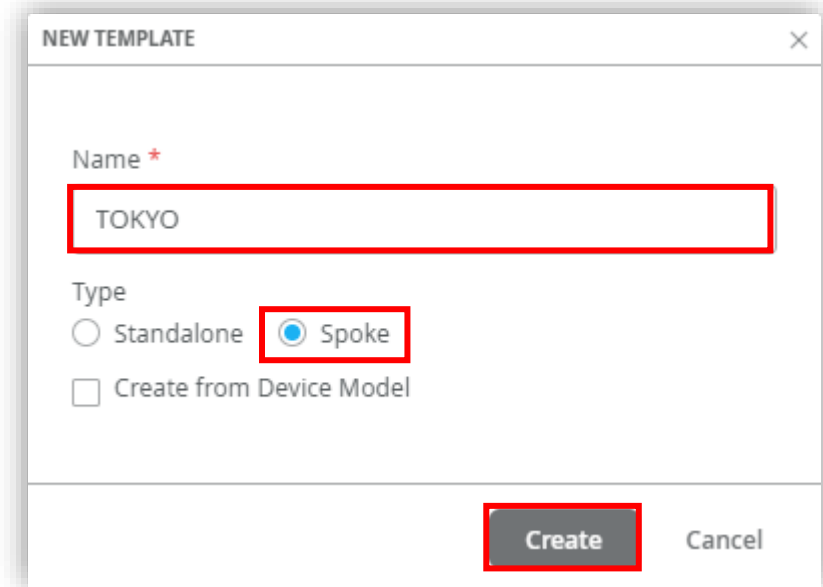 NEW TEMPLATE
Name *
TOKYO
Type
Standalone Spoke
Create from Device Model
Create Cancel